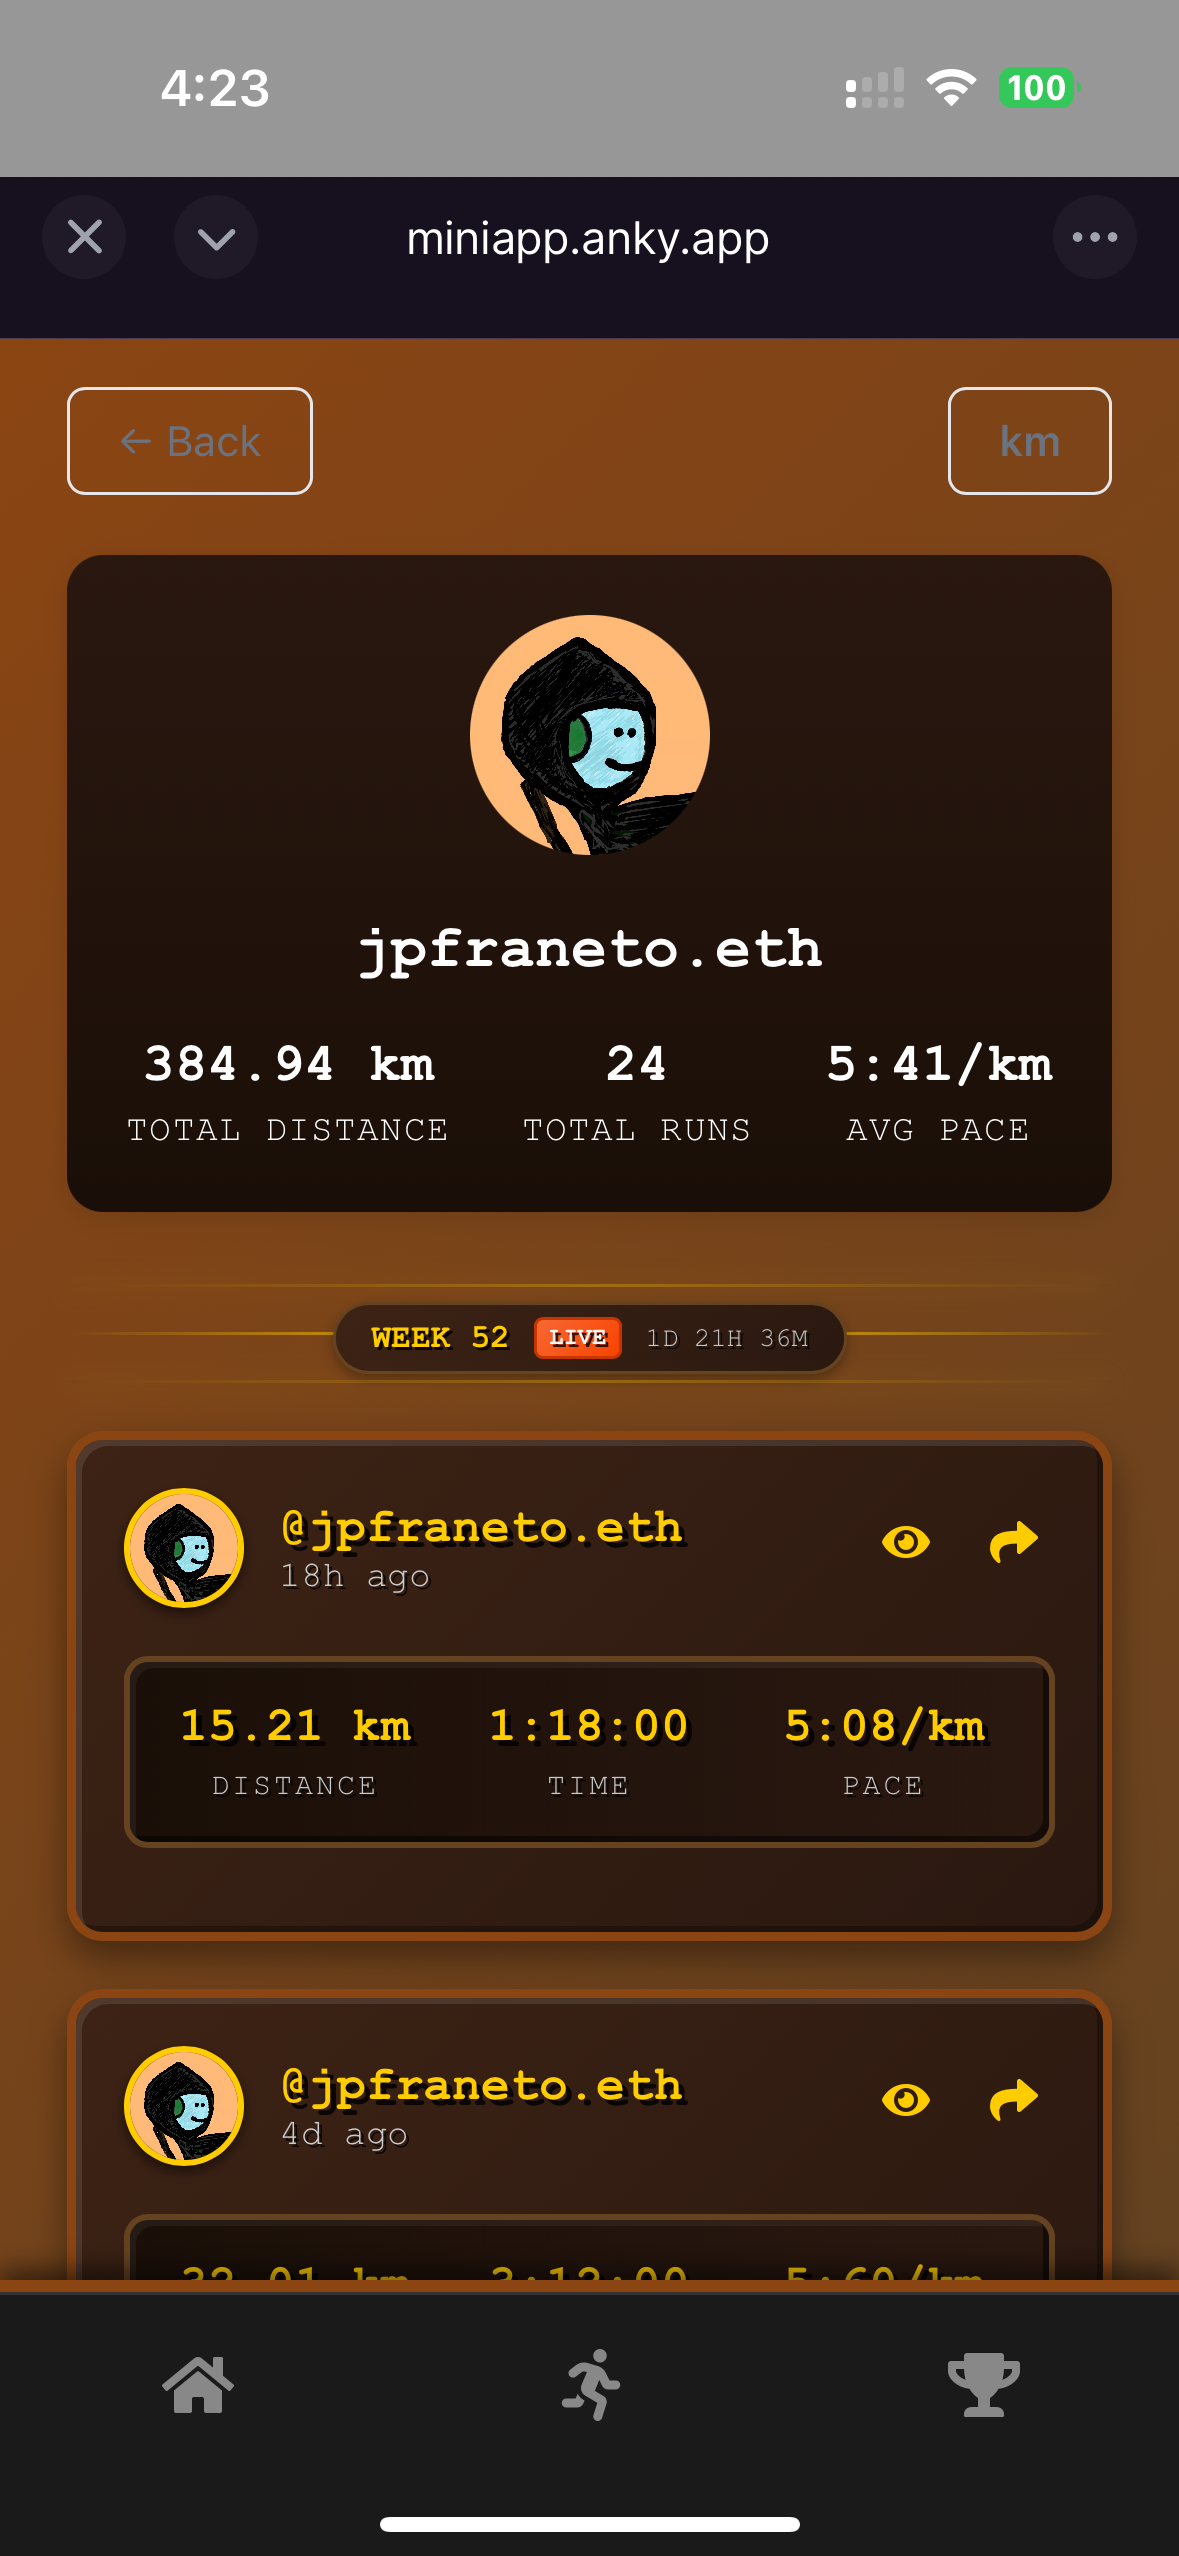 4:23
100
miniapp.anky.app
← Back
km
jpfraneto.eth
384.94 km 24 5:41/km
TOTAL DISTANCE TOTAL RUNS AVG PACE
WEEK 52 LIVE 1D 21H 36M
@jpfraneto.eth
18h ago
15.21 km 1:18:00 5:08/km
DISTANCE TIME PACE
@jpfraneto.eth
4d ago
km